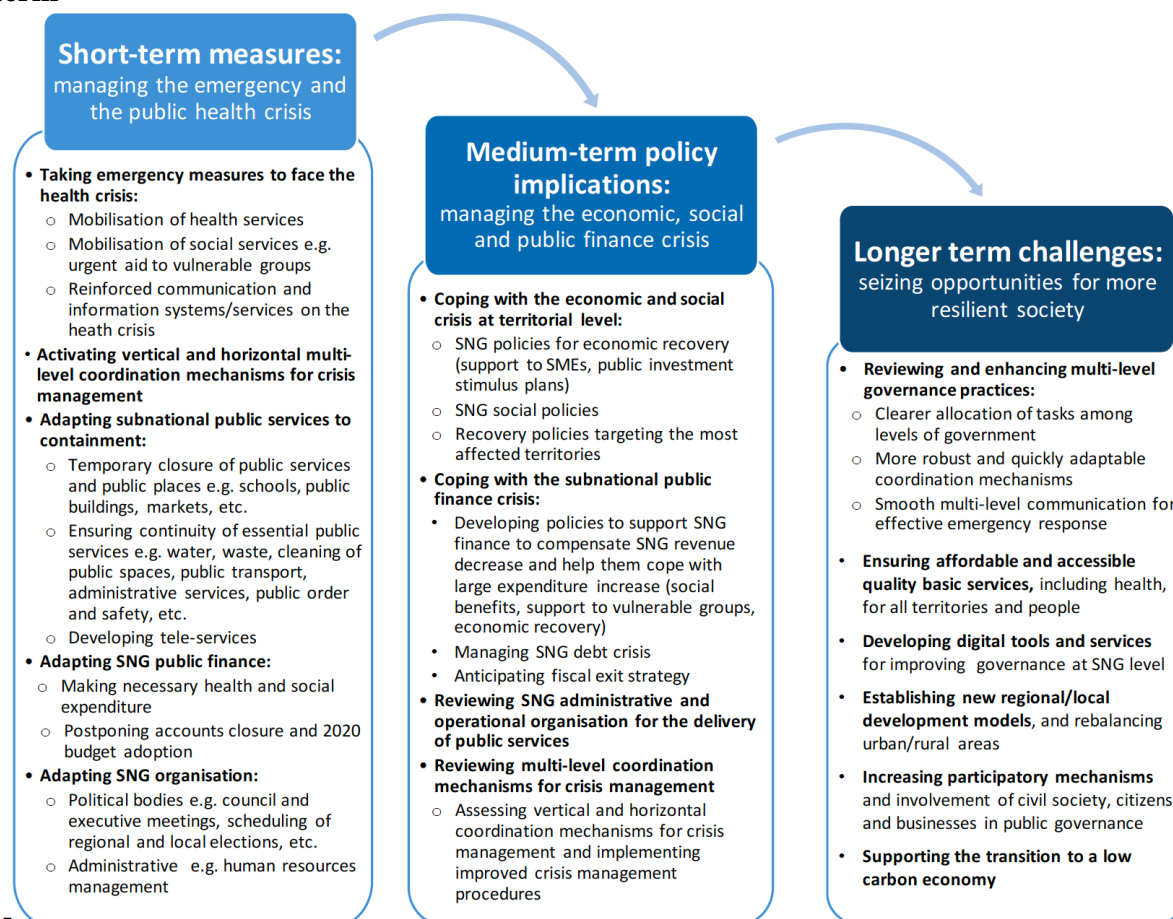 Short-term measures:
managing the emergency and
the public health crisis
• Taking emergency measures to face the
health crisis:
o Mobilisation of health services
o Mobilisation of social services e.g.
urgent aid to vulnerable groups
o Reinforced communication and
information systems/services on the
heath crisis
• Activating vertical and horizontal multi-
level coordination mechanisms for crisis
management
• Adapting subnational public services to
containment:
o Temporary closure of public services
and public places e.g. schools, public
buildings, markets, etc.
o Ensuring continuity of essential public
services e.g. water, waste, cleaning of
public spaces, public transport,
administrative services, public order
and safety, etc.
o Developing tele-services
• Adapting SNG public finance:
o Making necessary health and social
expenditure
o Postponing accounts closure and 2020
budget adoption
• Adapting SNG organisation:
o Political bodies e.g. council and
executive meetings, scheduling of
regional and local elections, etc.
o Administrative e.g. human resources
management
Medium-term policy
implications:
managing the economic, social
and public finance crisis
• Coping with the economic and social
crisis at territorial level:
o SNG policies for economic recovery
(support to SMEs, public investment
stimulus plans)
o SNG social policies
o Recovery policies targeting the most
affected territories
• Coping with the subnational public
finance crisis:
• Developing policies to support SNG
finance to compensate SNG revenue
decrease and help them cope with
large expenditure increase (social
benefits, support to vulnerable groups,
economic recovery)
• Managing SNG debt crisis
• Anticipating fiscal exit strategy
• Reviewing SNG administrative and
operational organisation for the delivery
of public services
• Reviewing multi-level coordination
mechanisms for crisis management
o Assessing vertical and horizontal
coordination mechanisms for crisis
management and implementing
improved crisis management
procedures
Longer term challenges:
seizing opportunities for more
resilient society
• Reviewing and enhancing multi-level
governance practices:
o Clearer allocation of tasks among
levels of government
o More robust and quickly adaptable
coordination mechanisms
o Smooth multi-level communication for
effective emergency response
• Ensuring affordable and accessible
quality basic services, including health,
for all territories and people
• Developing digital tools and services
for improving governance at SNG level
• Establishing new regional/local
development models, and rebalancing
urban/rural areas
• Increasing participatory mechanisms
and involvement of civil society, citizens
and businesses in public governance
• Supporting the transition to a low
carbon economy